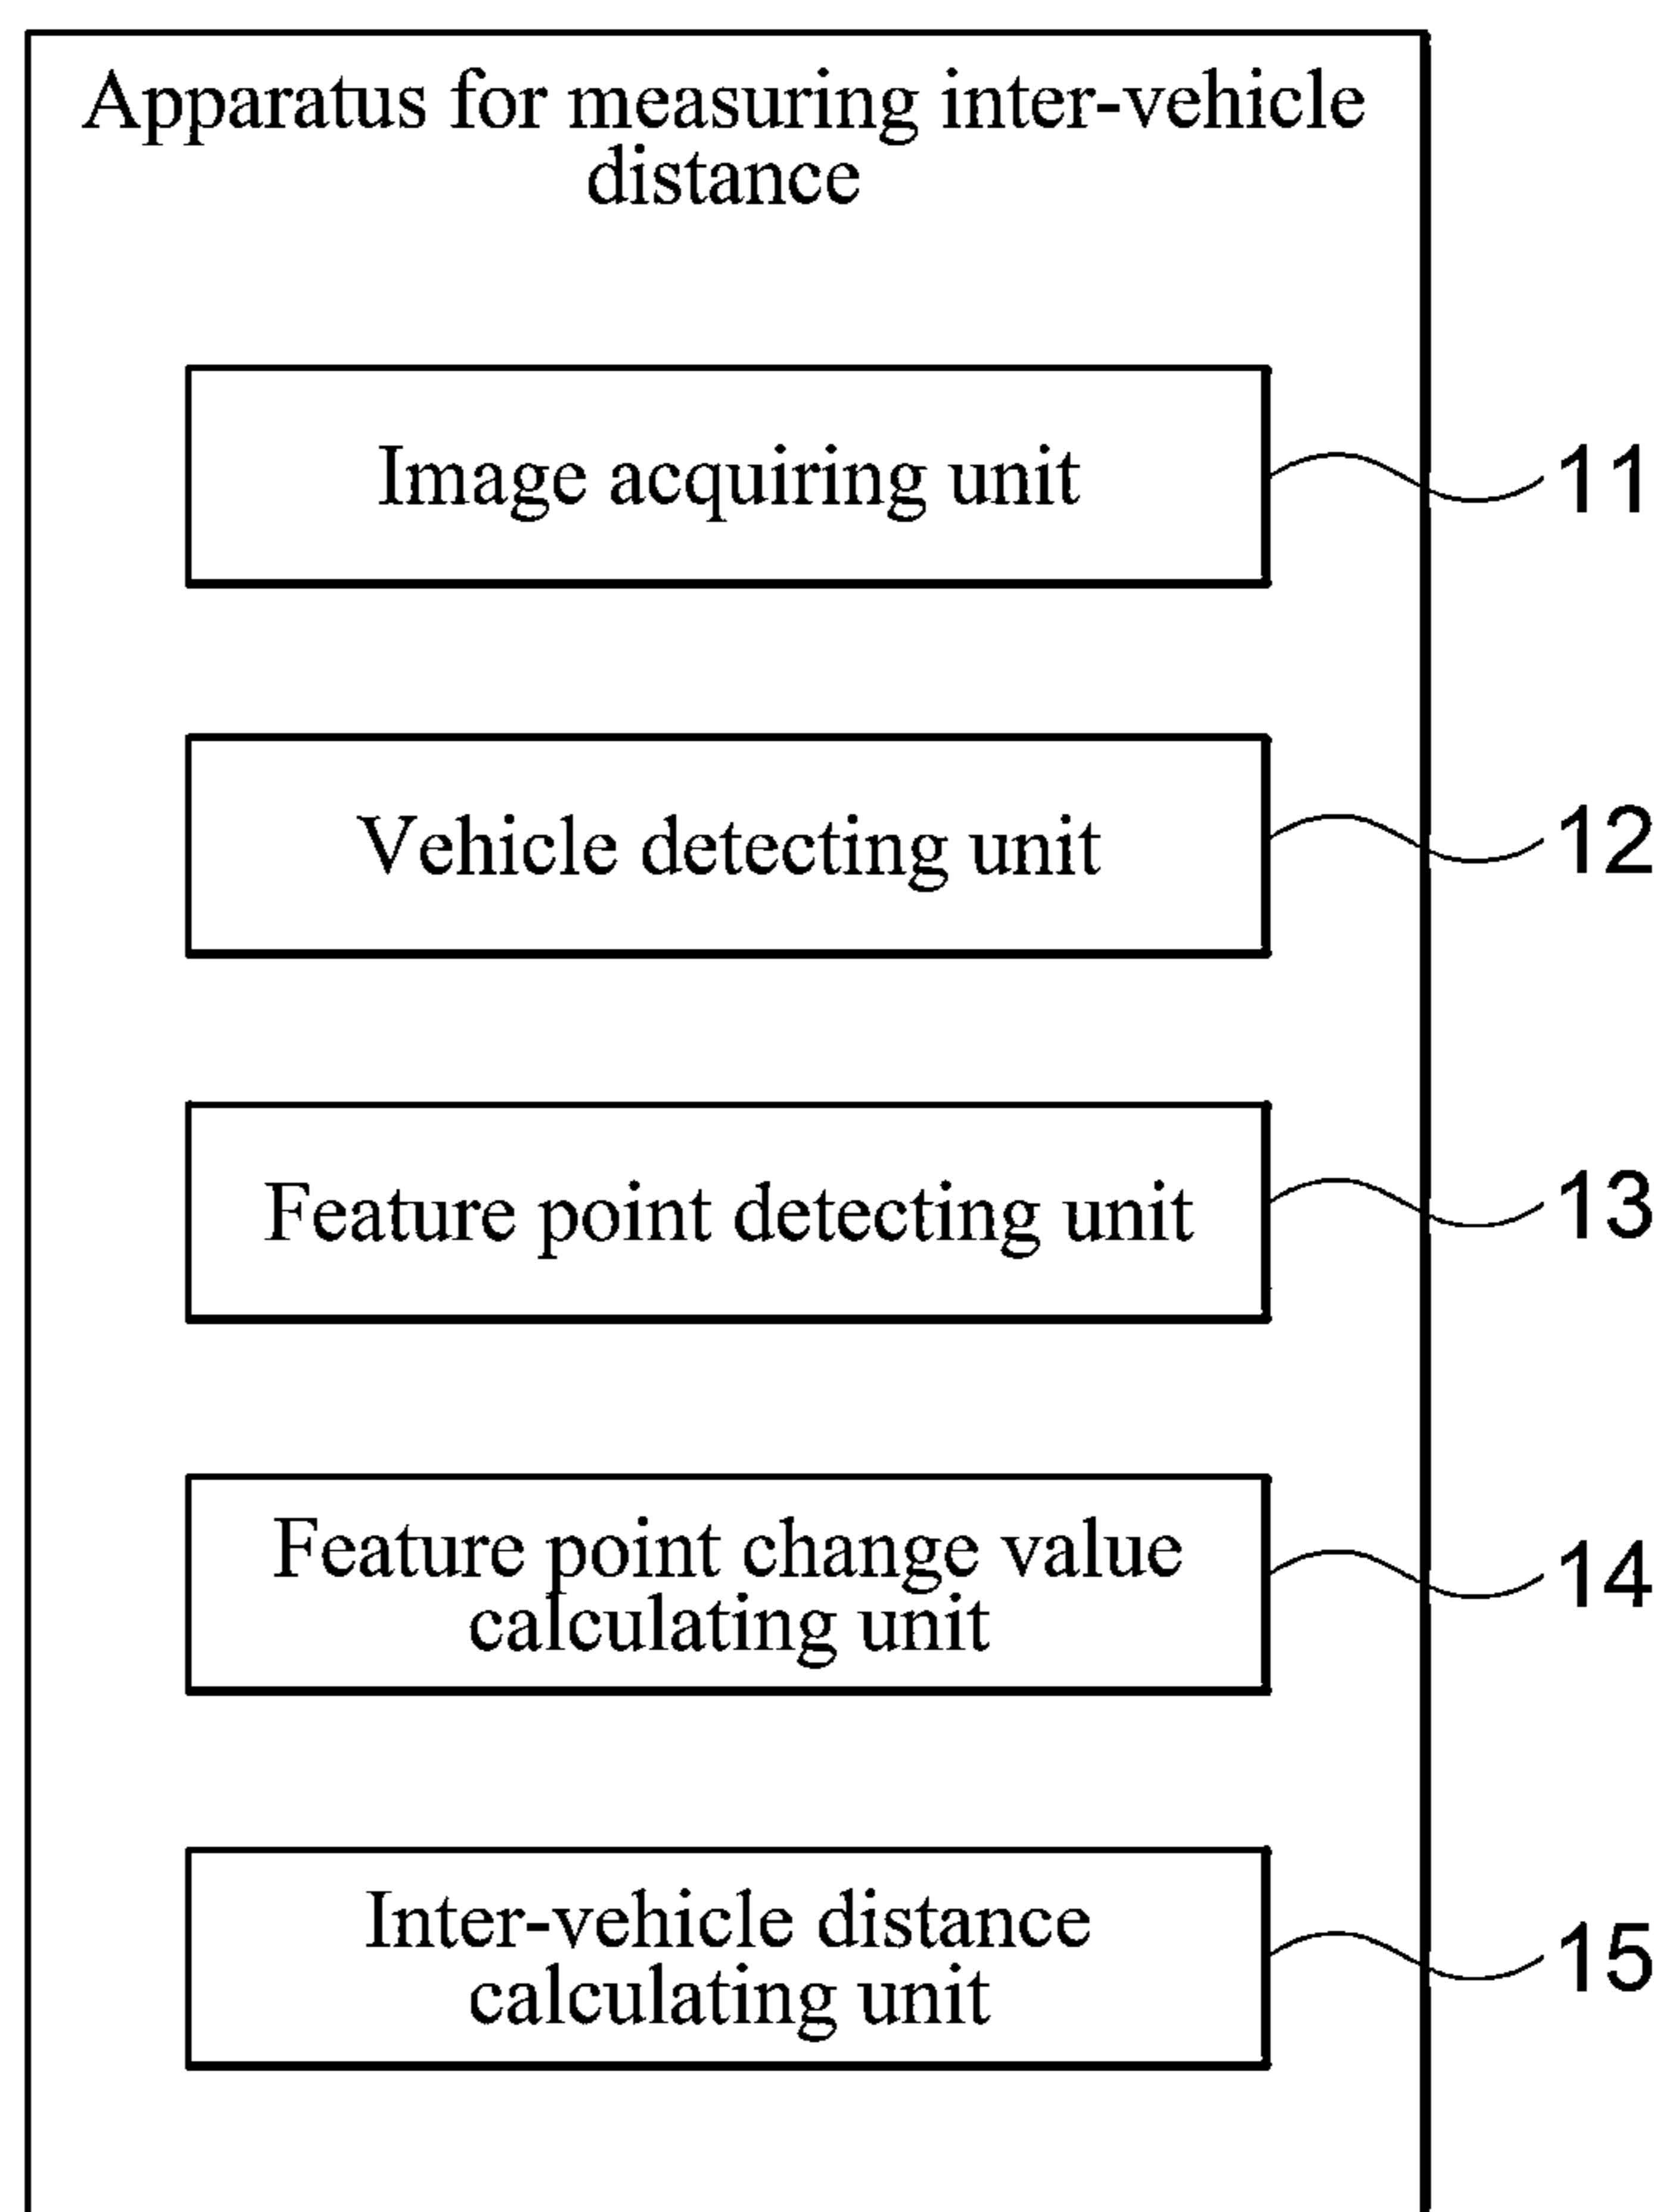 Apparatus for measuring inter-vehicle
distance
Image acquiring unit
11
Vehicle detecting unit
12
Feature point detecting unit
13
Feature point change value
calculating unit
14
Inter-vehicle distance
calculating unit
15